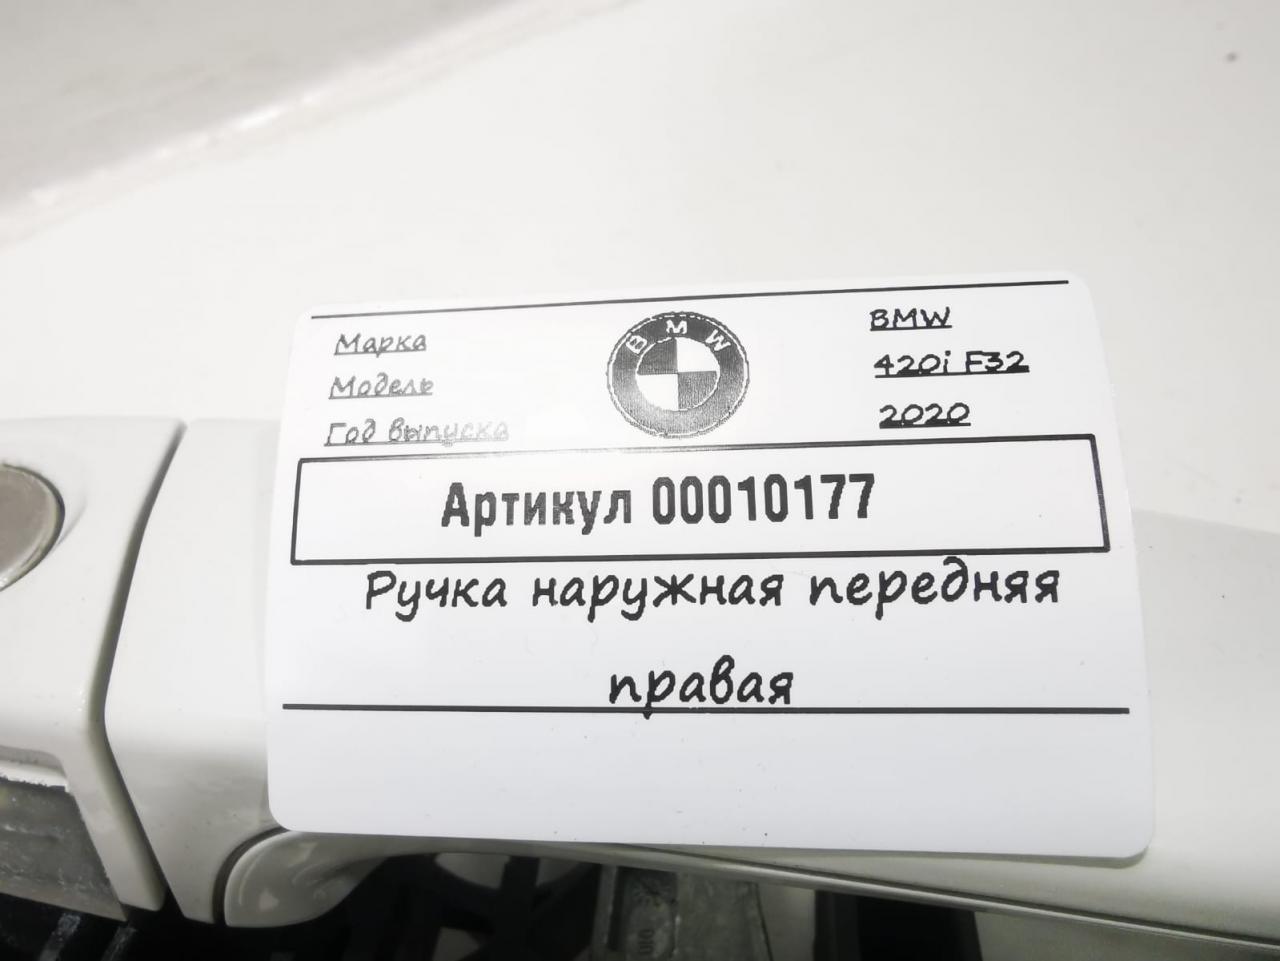 Марка BMW
Модель 420i F32
Год выпуска 2020
BMW
Артикул 00010177
Ручка наружная передняя
правая